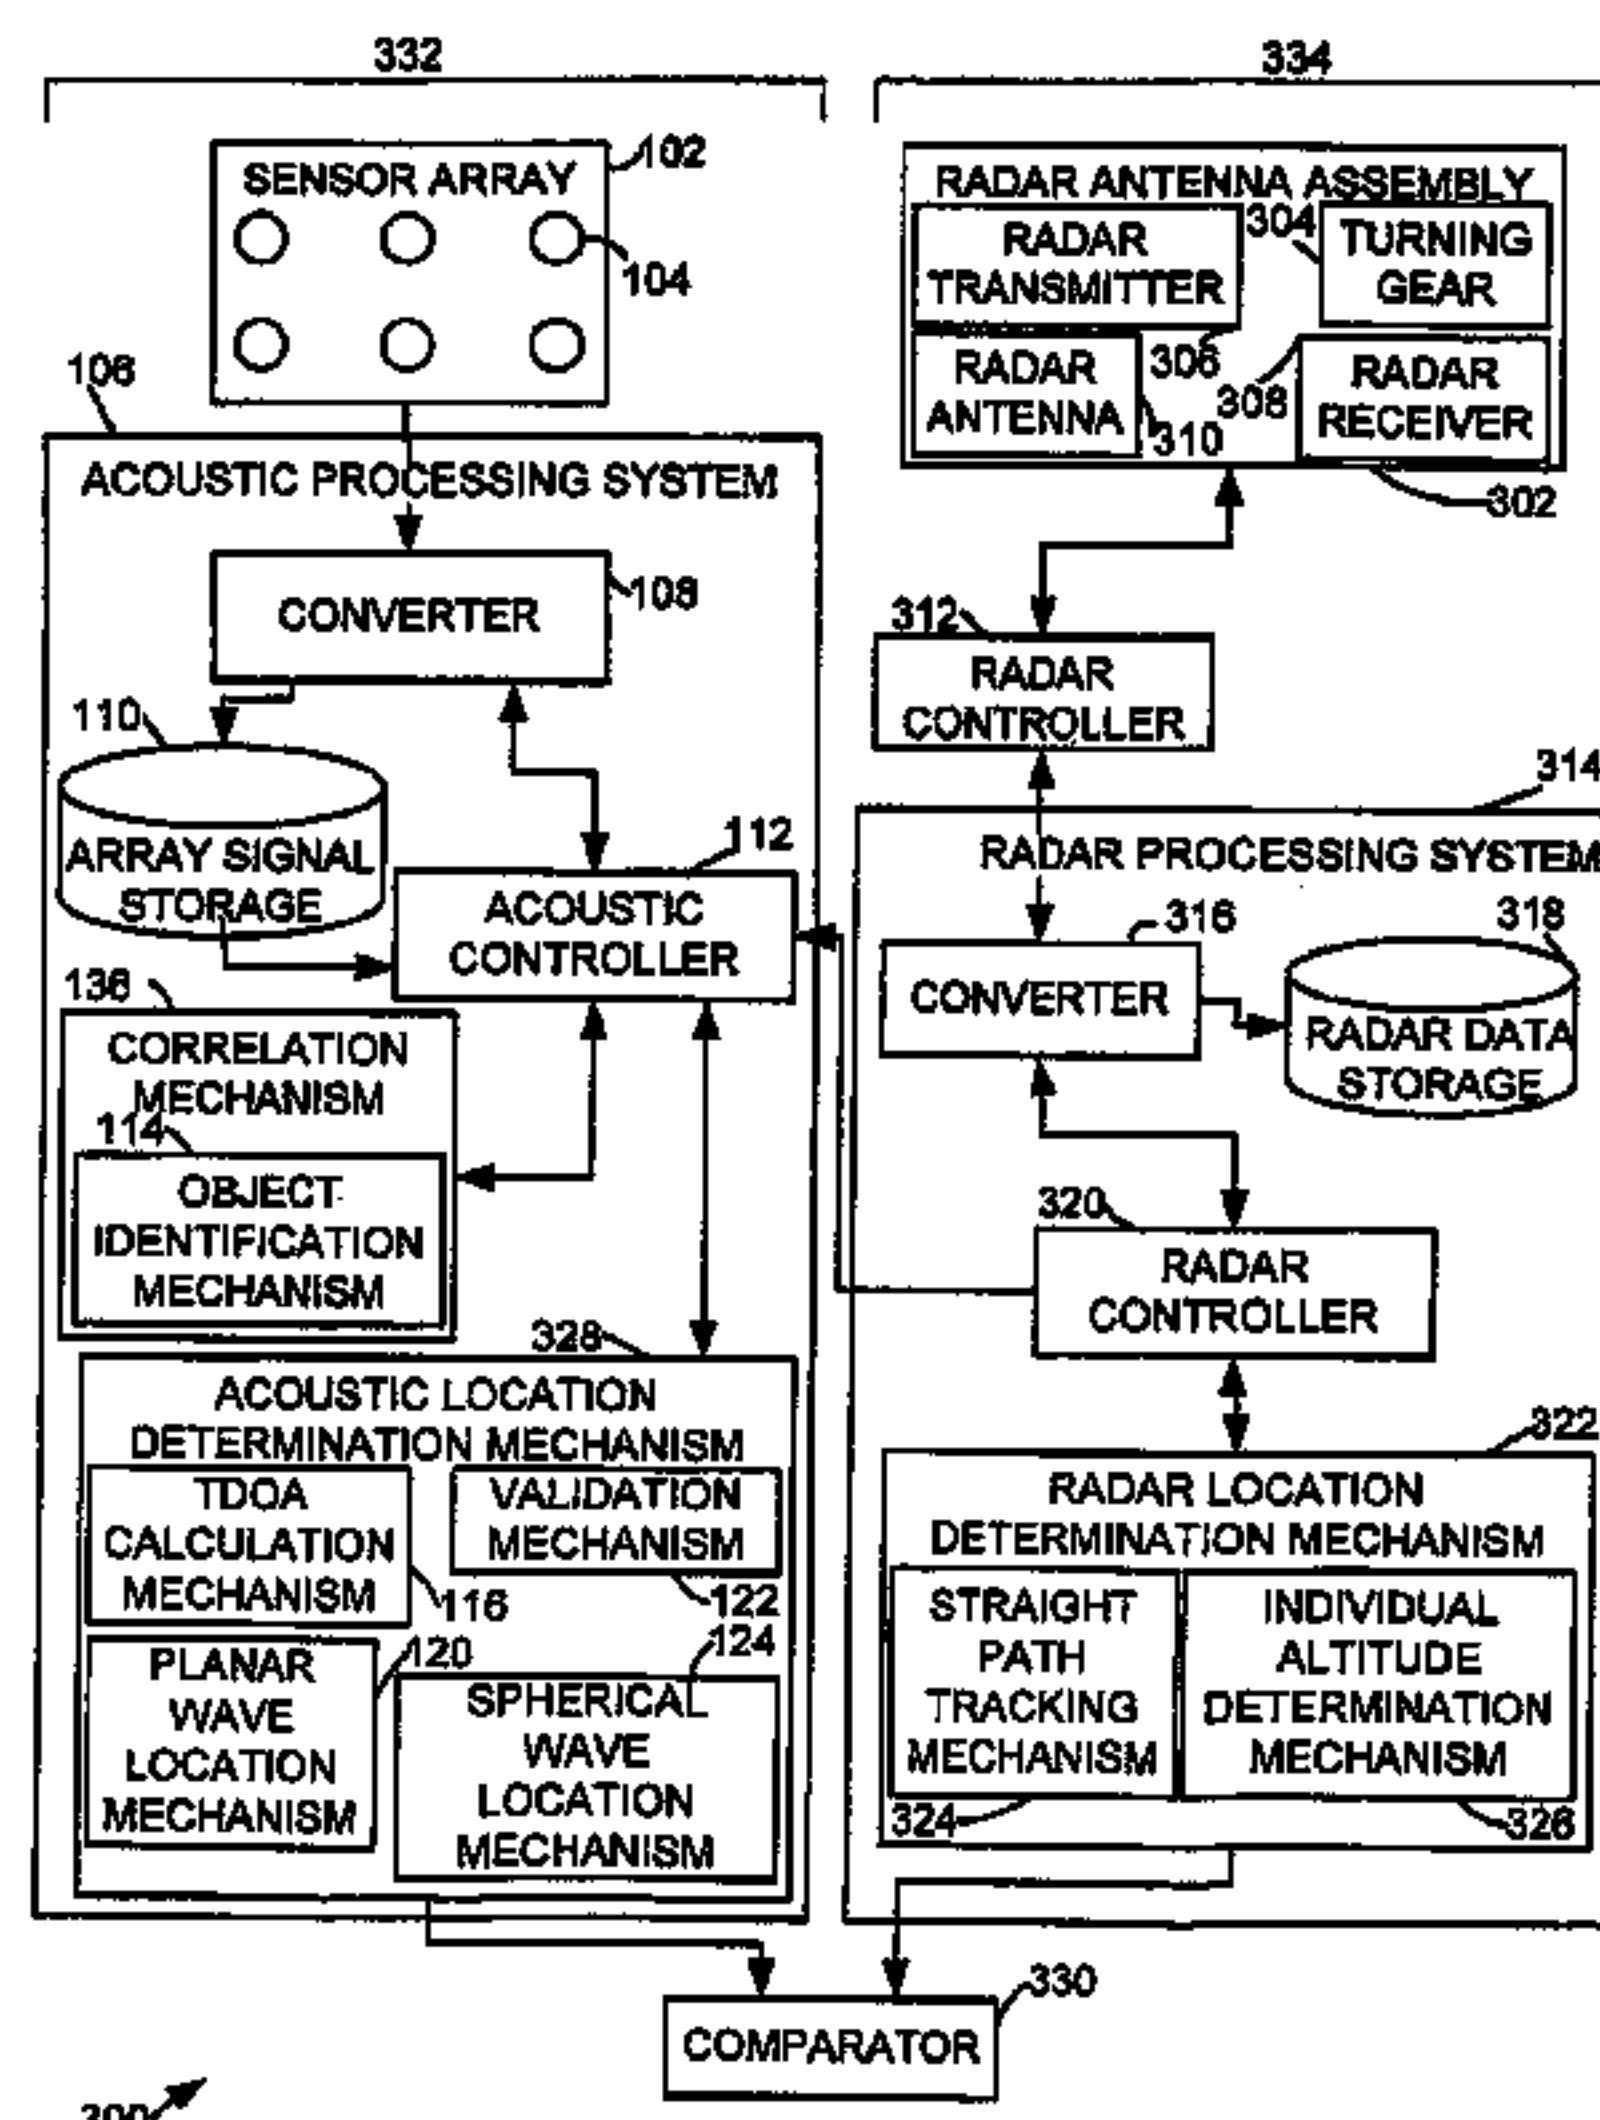 332
334
SENSOR ARRAY
102
104
RADAR ANTENNA ASSEMBLY
RADAR
TRANSMITTER
304
TURNING
GEAR
306
RADAR
ANTENNA
310
308
RADAR
RECEIVER
302
106
ACOUSTIC PROCESSING SYSTEM
CONVERTER
108
110
ARRAY SIGNAL
STORAGE
112
ACOUSTIC
CONTROLLER
136
CORRELATION
MECHANISM
114
OBJECT
IDENTIFICATION
MECHANISM
328
ACOUSTIC LOCATION
DETERMINATION MECHANISM
TDOA
CALCULATION
MECHANISM
116
VALIDATION
MECHANISM
122
PLANAR
WAVE
LOCATION
MECHANISM
120
124
SPHERICAL
WAVE
LOCATION
MECHANISM
312
RADAR
CONTROLLER
314
RADAR PROCESSING SYSTEM
316
CONVERTER
318
RADAR DATA
STORAGE
320
RADAR
CONTROLLER
322
RADAR LOCATION
DETERMINATION MECHANISM
STRAIGHT
PATH
TRACKING
MECHANISM
324
INDIVIDUAL
ALTITUDE
DETERMINATION
MECHANISM
326
330
COMPARATOR